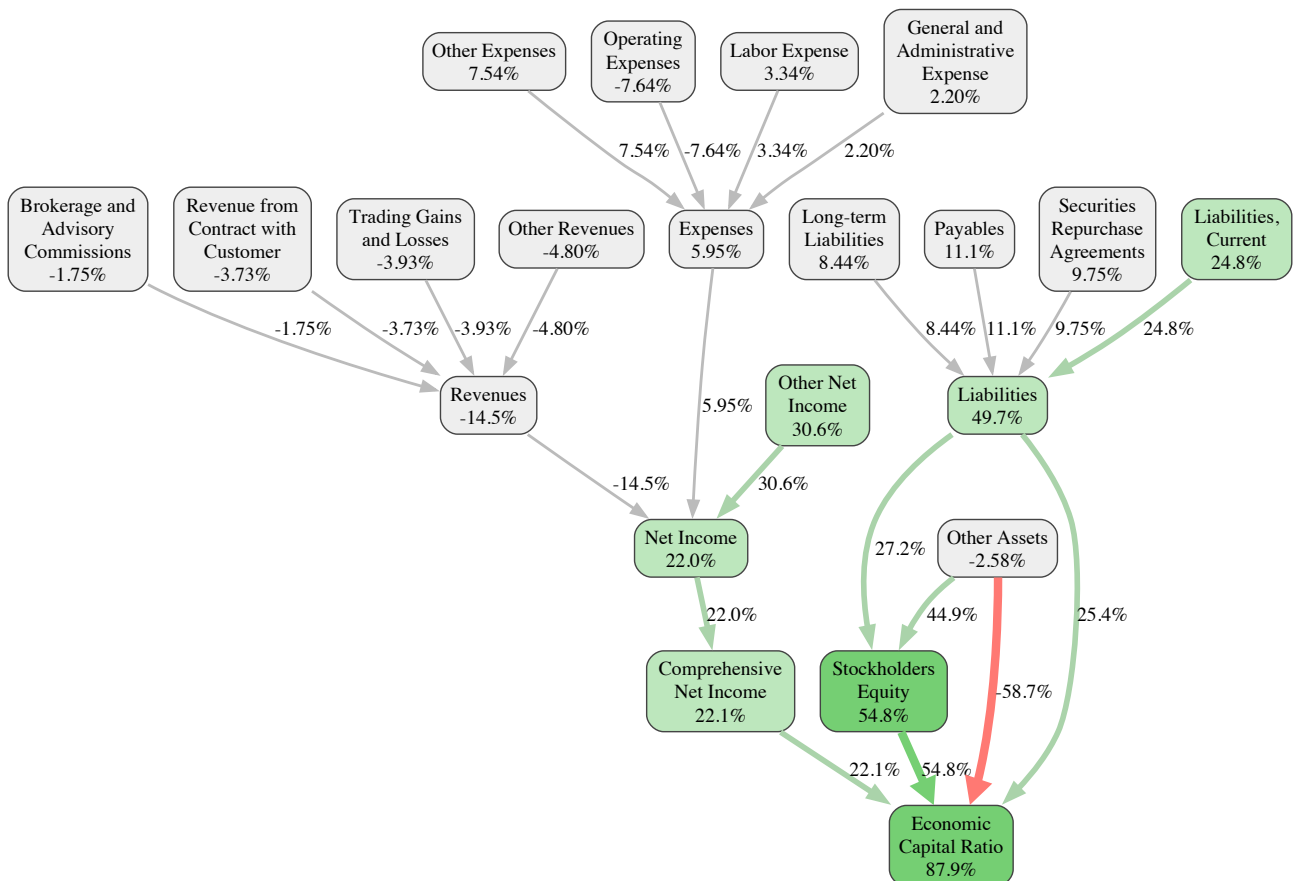 Other Expenses
7.54%
Operating
Expenses
-7.64%
Labor Expense
3.34%
General and
Administrative
Expense
2.20%
7.54%
-7.64%
3.34%
2.20%
Brokerage and
Advisory
Commissions
-1.75%
Revenue from
Contract with
Customer
-3.73%
Trading Gains
and Losses
-3.93%
Other Revenues
-4.80%
Expenses
5.95%
Long-term
Liabilities
8.44%
Payables
11.1%
Securities
Repurchase
Agreements
9.75%
Liabilities,
Current
24.8%
-1.75%
-3.73%
-3.93%
-4.80%
8.44%
11.1%
9.75%
24.8%
Revenues
-14.5%
5.95%
Other Net
Income
30.6%
Liabilities
49.7%
-14.5%
30.6%
Net Income
22.0%
27.2%
Other Assets
-2.58%
22.0%
44.9%
25.4%
Comprehensive
Net Income
22.1%
Stockholders
Equity
54.8%
-58.7%
22.1%
54.8%
Economic
Capital Ratio
87.9%